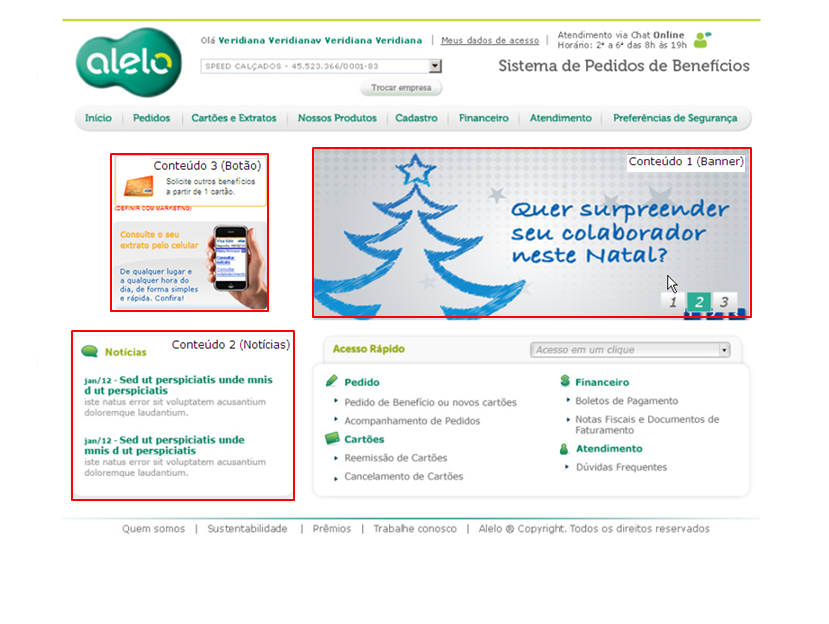 alelo
Olá Veridiana Veridianav Veridiana Veridiana | Meus dados de acesso |
Atendimento via Chat Online
Horário: 2ª a 6ª das 8h às 19h
SPEED CALÇADOS - 45.523.366/0001-83
Sistema de Pedidos de Benefícios
Trocar empresa
Início Pedidos Cartões e Extratos Nossos Produtos Cadastro Financeiro Atendimento Preferências de Segurança
Conteúdo 3 (Botão)
Solicite outros benefícios
a partir de 1 cartão.
(DEFINIR COM MARKETING)
Consulte o seu
extrato pelo celular
De qualquer lugar e
a qualquer hora do
dia, de forma simples
e rápida. Confira!
Conteúdo 1 (Banner)
Quer surpreender
seu colaborador
neste Natal?
1 2 3
Conteúdo 2 (Notícias)
Notícias
jan/12 - Sed ut perspiciatis unde mnis
d ut perspiciatis
iste natus error sit voluptatem acusantium
doloremque laudantium.
jan/12 - Sed ut perspiciatis unde
mnis d ut perspiciatis
iste natus error sit voluptatem acusantium
doloremque laudantium.
Acesso Rápido
Acesso em um clique
Pedido
Pedido de Benefício ou novos cartões
Acompanhamento de Pedidos
Cartões
Reemissão de Cartões
Cancelamento de Cartões
Financeiro
Boletos de Pagamento
Notas Fiscais e Documentos de
Faturamento
Atendimento
Dúvidas Frequentes
Quem somos | Sustentabilidade | Prêmios | Trabalhe conosco | Alelo ® Copyright. Todos os direitos reservados